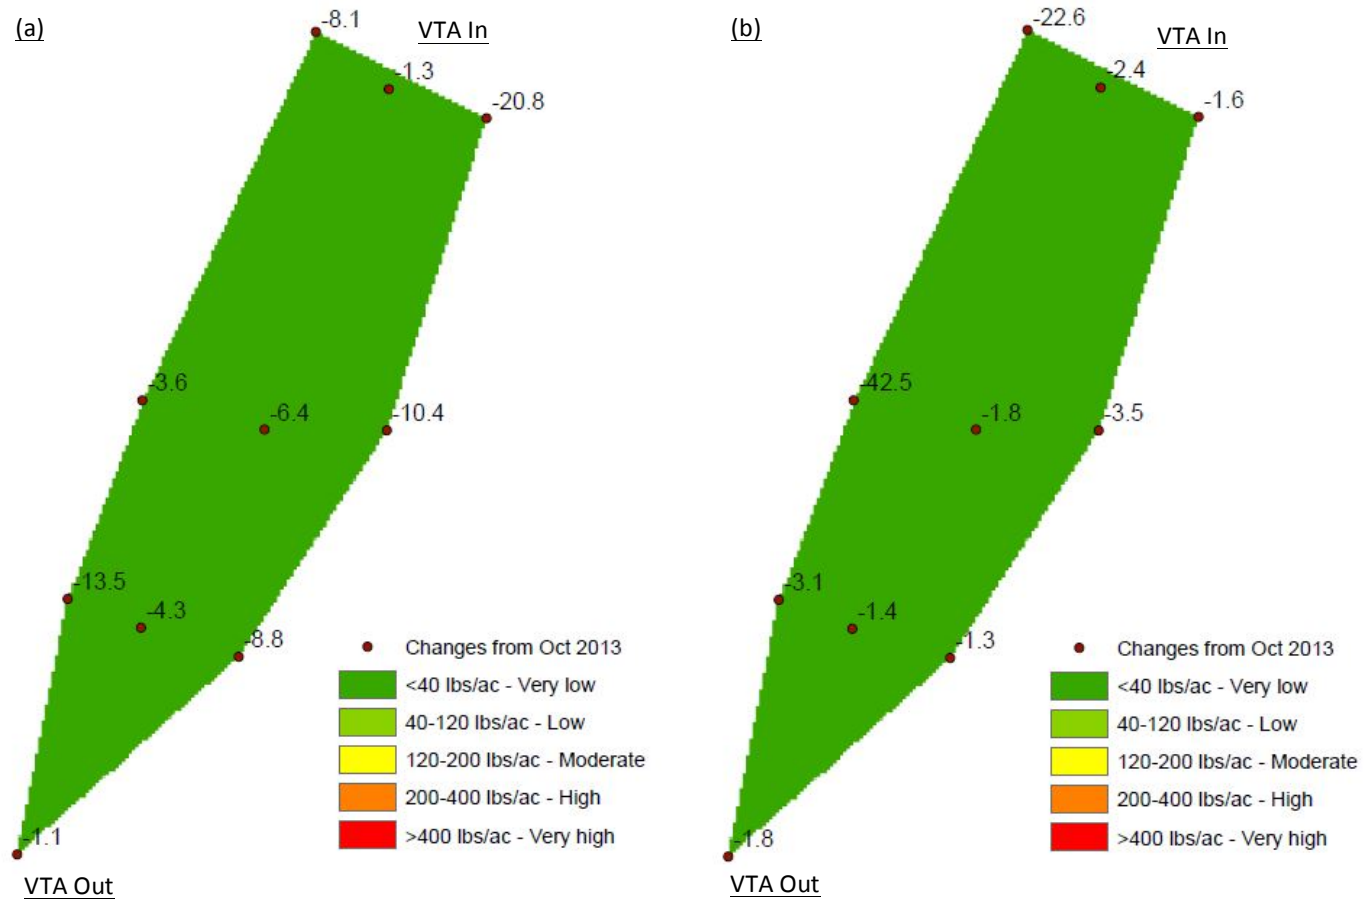 (a)
-8.1
VTA In
-1.3
-20.8
-3.6
-6.4
-10.4
-13.5
-4.3
-8.8
Changes from Oct 2013
<40 lbs/ac - Very low
40-120 lbs/ac - Low
120-200 lbs/ac - Moderate
200-400 lbs/ac - High
>400 lbs/ac - Very high
-1.1
VTA Out
(b)
-22.6
VTA In
-2.4
-1.6
-42.5
-1.8
-3.5
-3.1
-1.4
-1.3
Changes from Oct 2013
<40 lbs/ac - Very low
40-120 lbs/ac - Low
120-200 lbs/ac - Moderate
200-400 lbs/ac - High
>400 lbs/ac - Very high
-1.8
VTA Out